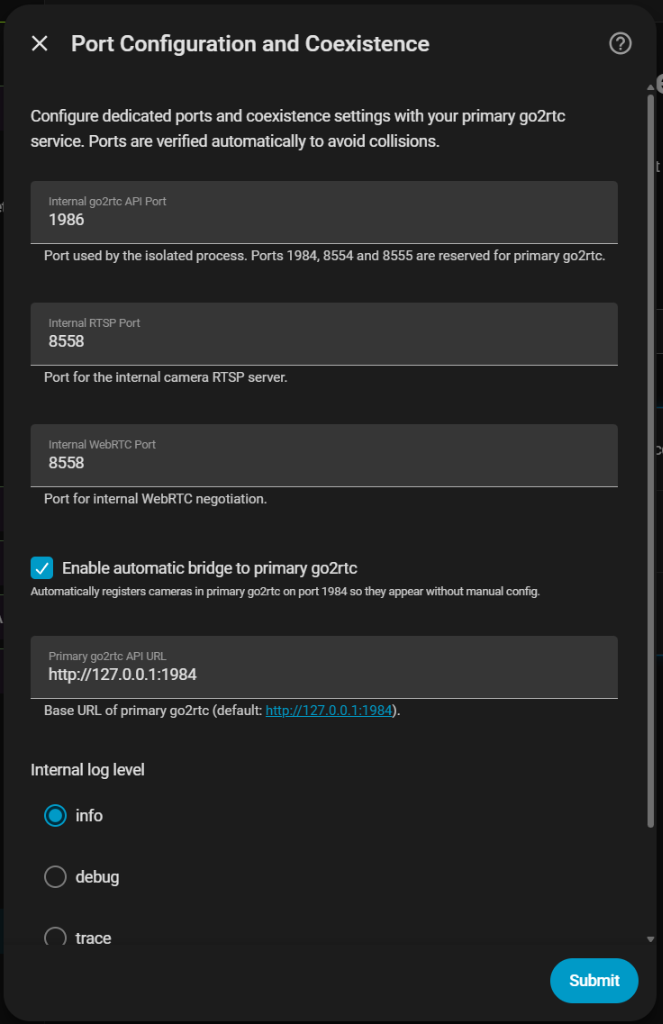 Port Configuration and Coexistence
Configure dedicated ports and coexistence settings with your primary go2rtc
service. Ports are verified automatically to avoid collisions.
Internal go2rtc API Port
1986
Port used by the isolated process. Ports 1984, 8554 and 8555 are reserved for primary go2rtc.
Internal RTSP Port
8558
Port for the internal camera RTSP server.
Internal WebRTC Port
8558
Port for internal WebRTC negotiation.
Enable automatic bridge to primary go2rtc
Automatically registers cameras in primary go2rtc on port 1984 so they appear without manual config.
Primary go2rtc API URL
http://127.0.0.1:1984
Base URL of primary go2rtc (default: http://127.0.0.1:1984).
Internal log level
info
debug
trace
Submit